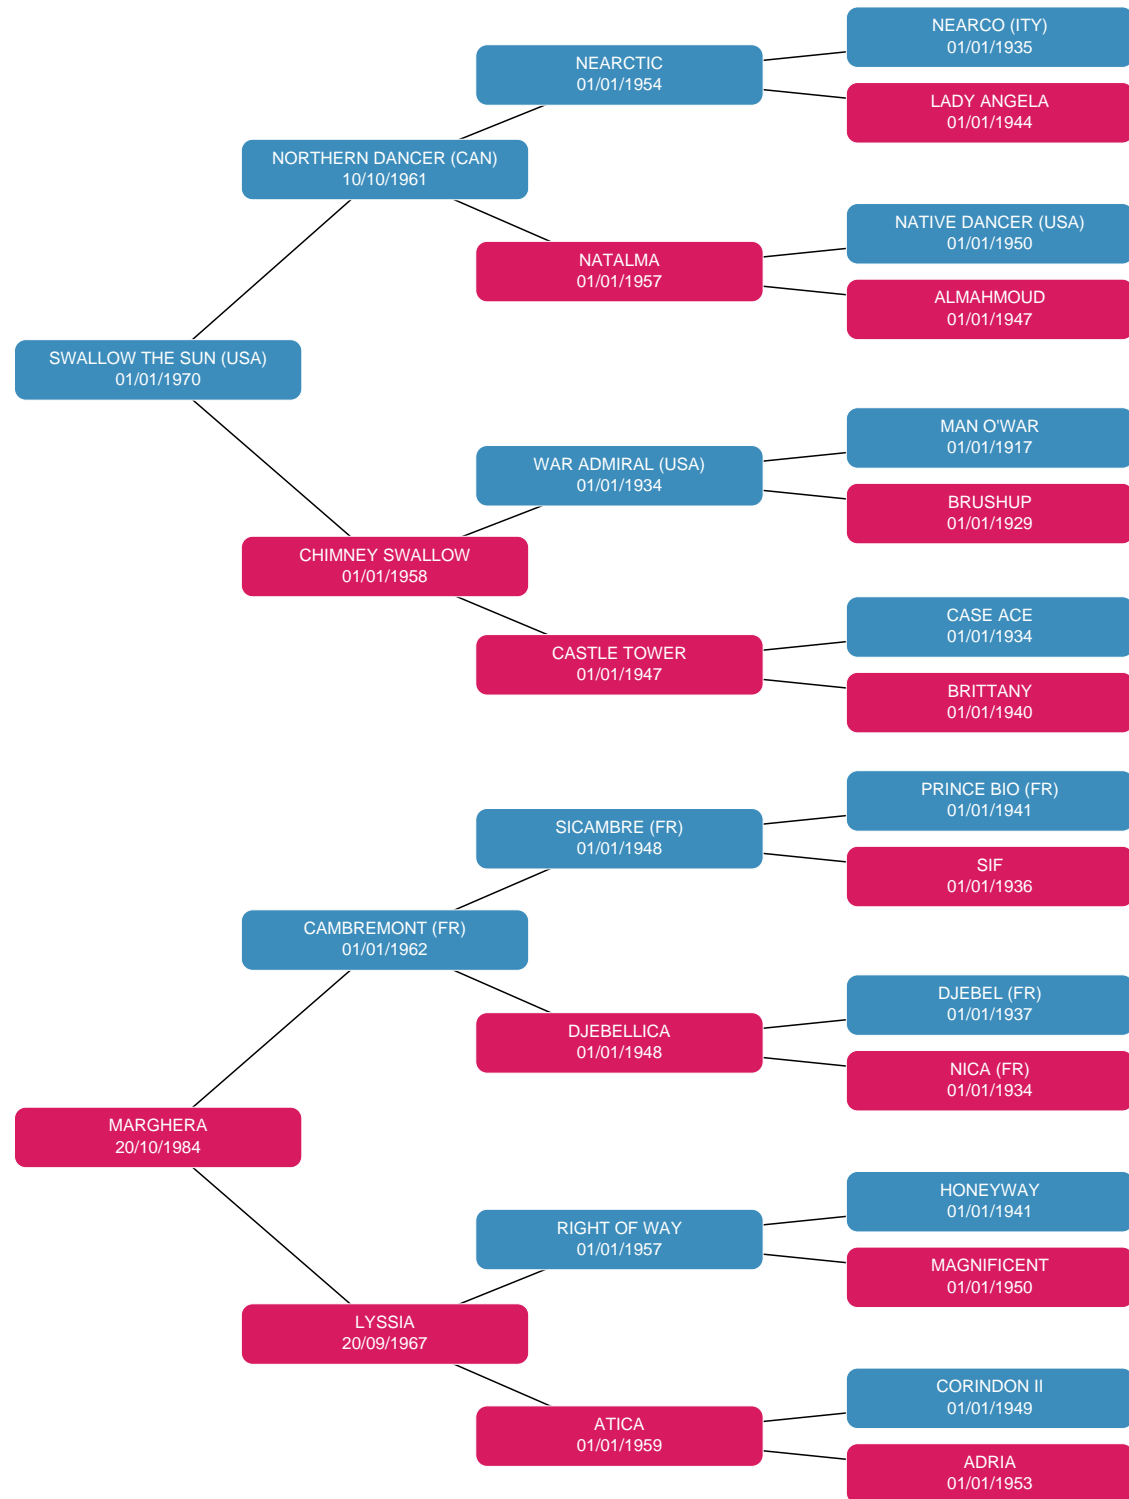 NEARCO (ITY)
01/01/1935
NEARCTIC
01/01/1954
LADY ANGELA
01/01/1944
NORTHERN DANCER (CAN)
10/10/1961
NATIVE DANCER (USA)
01/01/1950
NATALMA
01/01/1957
ALMAHMOUD
01/01/1947
SWALLOW THE SUN (USA)
01/01/1970
MAN O'WAR
01/01/1917
WAR ADMIRAL (USA)
01/01/1934
BRUSHUP
01/01/1929
CHIMNEY SWALLOW
01/01/1958
CASE ACE
01/01/1934
CASTLE TOWER
01/01/1947
BRITTANY
01/01/1940
PRINCE BIO (FR)
01/01/1941
SICAMBRE (FR)
01/01/1948
SIF
01/01/1936
CAMBREMONT (FR)
01/01/1962
DJEBEL (FR)
01/01/1937
DJEBELLICA
01/01/1948
NICA (FR)
01/01/1934
MARGHERA
20/10/1984
HONEYWAY
01/01/1941
RIGHT OF WAY
01/01/1957
MAGNIFICENT
01/01/1950
LYSSIA
20/09/1967
CORINDON II
01/01/1949
ATICA
01/01/1959
ADRIA
01/01/1953